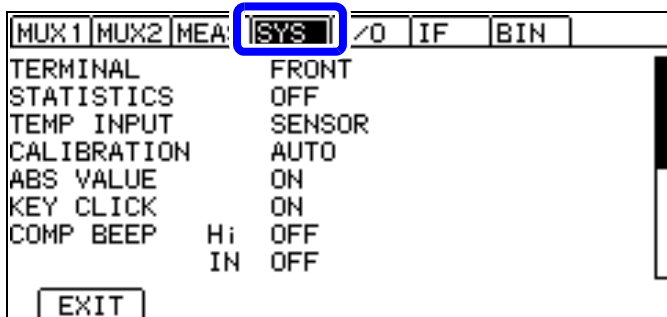 MUX1 MUX2 MEA SYS /O IF BIN
TERMINAL FRONT
STATISTICS OFF
TEMP INPUT SENSOR
CALIBRATION AUTO
ABS VALUE ON
KEY CLICK ON
COMP BEEP Hi OFF
IN OFF
EXIT